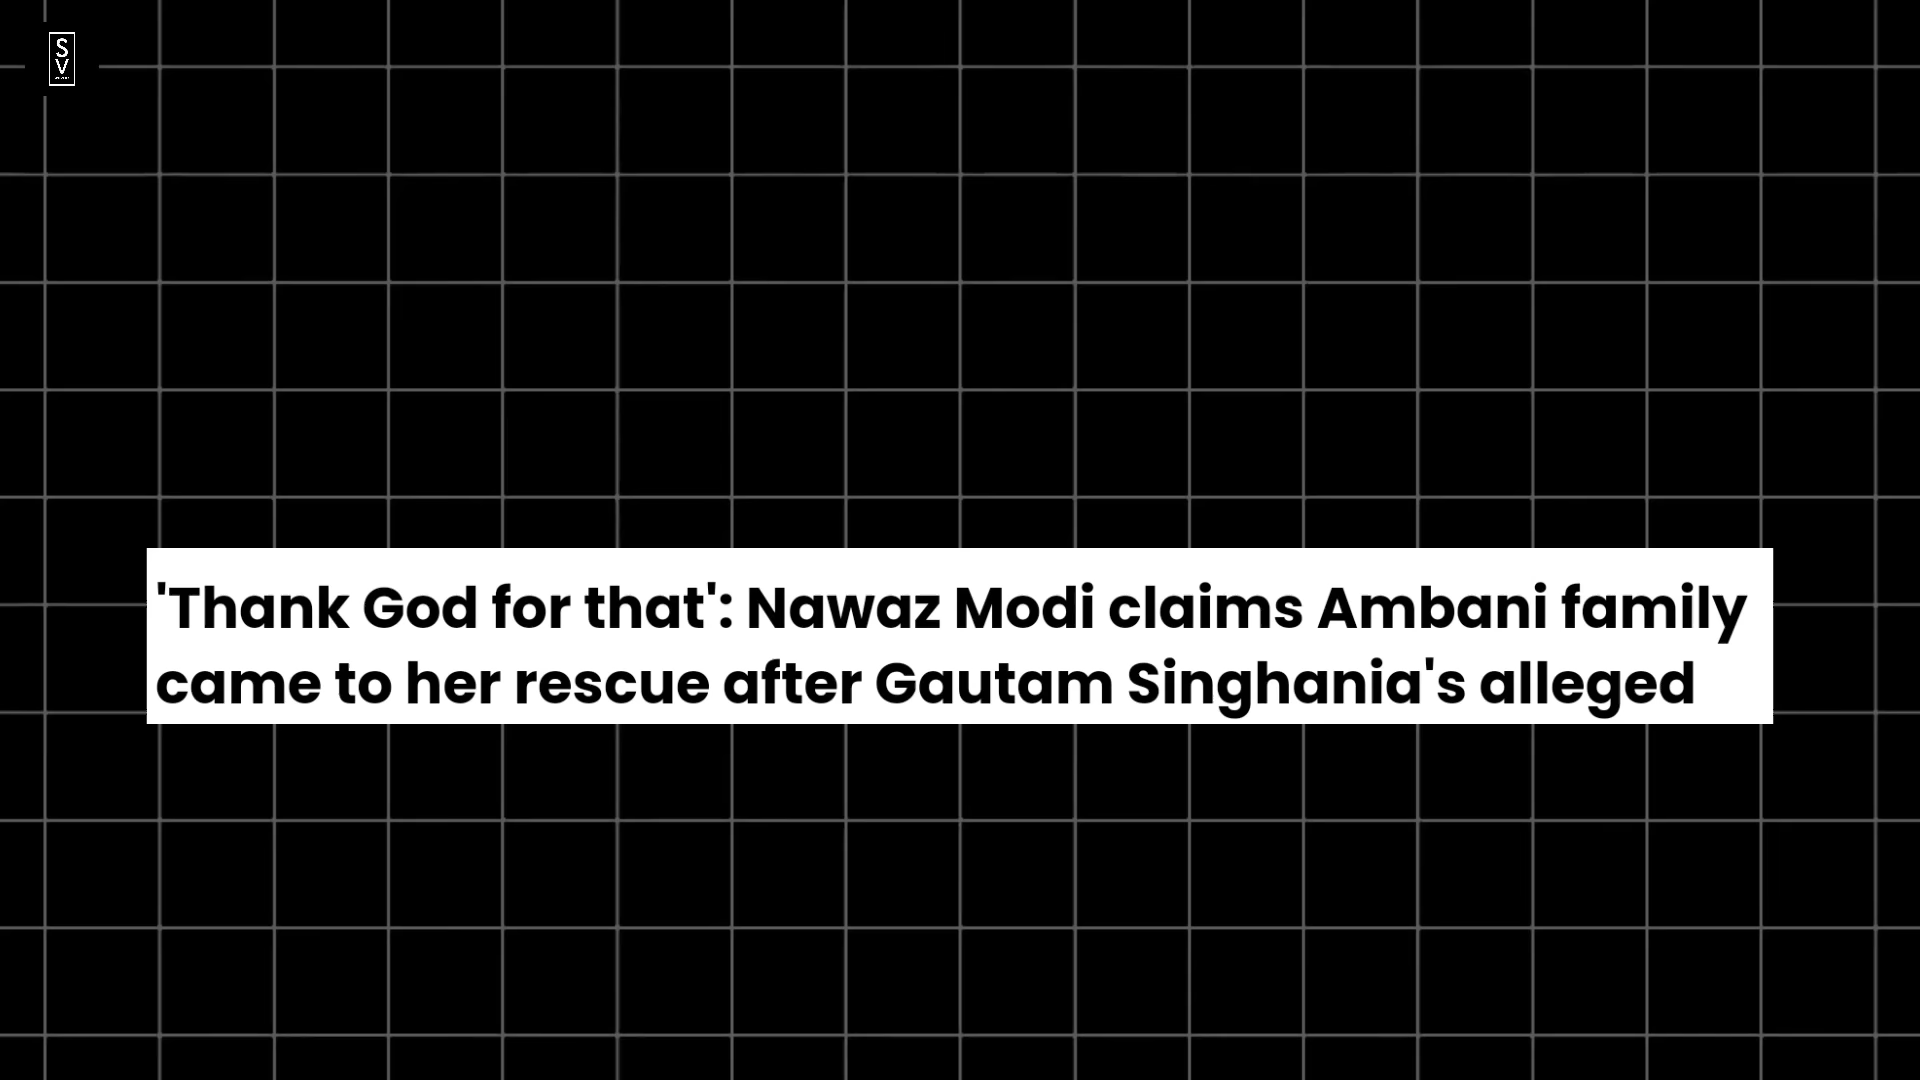 S
V
'Thank God for that': Nawaz Modi claims Ambani family
came to her rescue after Gautam Singhania's alleged